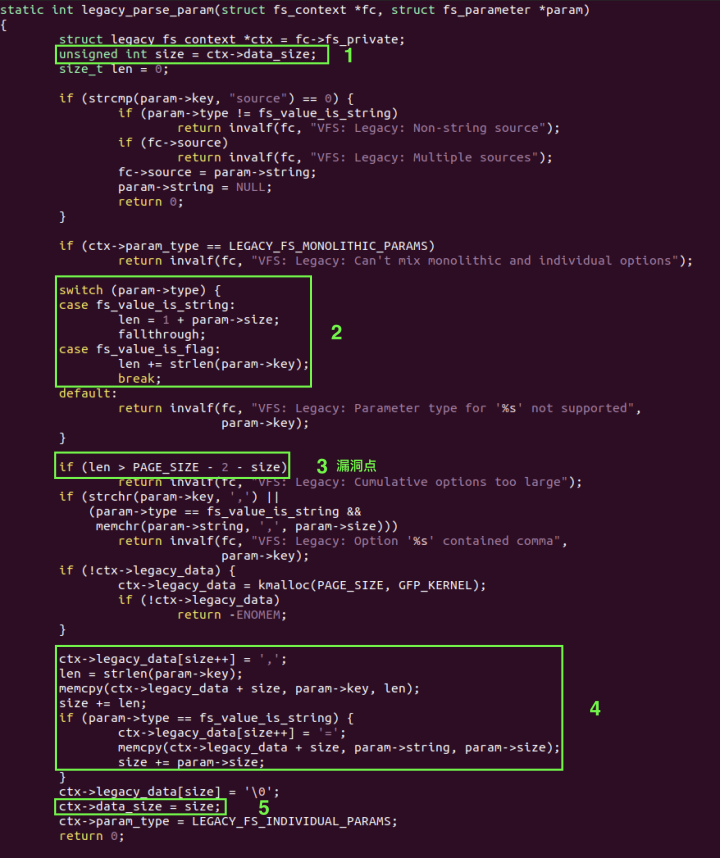 static int legacy_parse_param(struct fs_context *fc, struct fs_parameter *param)
{
struct legacy_fs_context *ctx = fc->fs_private;
unsigned int size = ctx->data_size; 1
size_t len = 0;
if (strcmp(param->key, "source") == 0) {
if (param->type != fs_value_is_string)
return invalf(fc, "VFS: Legacy: Non-string source");
if (fc->source)
return invalf(fc, "VFS: Legacy: Multiple sources");
fc->source = param->string;
param->string = NULL;
return 0;
}
if (ctx->param_type == LEGACY_FS_MONOLITHIC_PARAMS)
return invalf(fc, "VFS: Legacy: Can't mix monolithic and individual options");
switch (param->type) {
case fs_value_is_string:
len = 1 + param->size;
fallthrough; 2
case fs_value_is_flag:
len += strlen(param->key);
break;
default:
return invalf(fc, "VFS: Legacy: Parameter type for '%s' not supported",
param->key);
}
if (len > PAGE_SIZE - 2 - size) 3 漏洞点
return invalf(fc, "VFS: Legacy: Cumulative options too large");
if (strchr(param->key, ',') ||
(param->type == fs_value_is_string &&
memchr(param->string, ',', param->size)))
return invalf(fc, "VFS: Legacy: Option '%s' contained comma",
param->key);
if (!ctx->legacy_data) {
ctx->legacy_data = kmalloc(PAGE_SIZE, GFP_KERNEL);
if (!ctx->legacy_data)
return -ENOMEM;
}
ctx->legacy_data[size++] = ',';
len = strlen(param->key);
memcpy(ctx->legacy_data + size, param->key, len);
size += len; 4
if (param->type == fs_value_is_string) {
ctx->legacy_data[size++] = '=';
memcpy(ctx->legacy_data + size, param->string, param->size);
size += param->size;
}
ctx->legacy_data[size] = '\0';
ctx->data_size = size; 5
ctx->param_type = LEGACY_FS_INDIVIDUAL_PARAMS;
return 0;